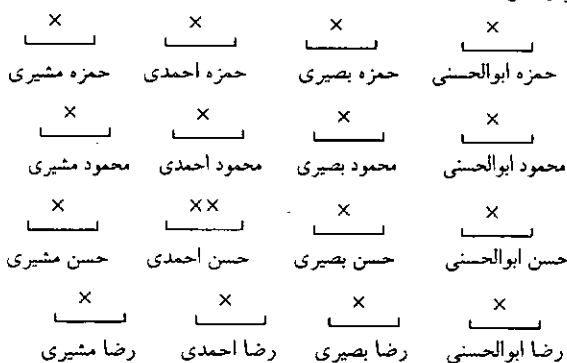 × × × ×
حمزه ابوالحسنی حمزه بصیری حمزه احمدی حمزه مشیری
× × × ×
محمود ابوالحسنی محمود بصیری محمود احمدی محمود مشیری
× × ×× ×
حسن ابوالحسنی حسن بصیری حسن احمدی حسن مشیری
× × × ×
رضا ابوالحسنی رضا بصیری رضا احمدی رضا مشیری